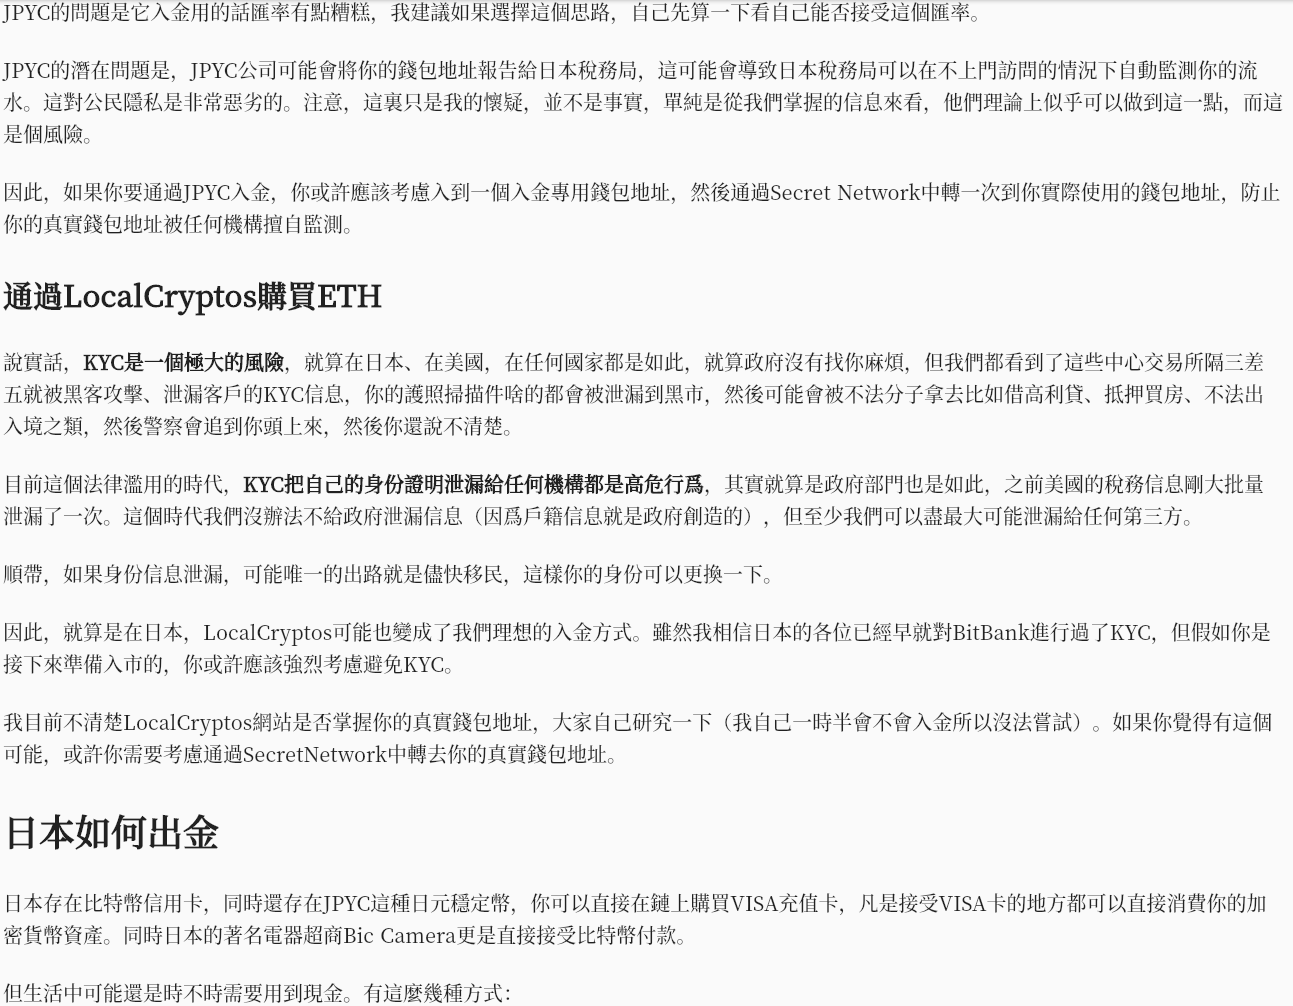 JPYC的問題是它入金用的話匯率有點糟糕，我建議如果選擇這個思路，自己先算一下看自己能否接受這個匯率。
JPYC的潛在問題是，JPYC公司可能會將你的錢包地址報告給日本稅務局，這可能會導致日本稅務局可以在不上門訪問的情況下自動監測你的流
水。這對公民隱私是非常惡劣的。注意，這裏只是我的懷疑，並不是事實，單純是從我們掌握的信息來看，他們理論上似乎可以做到這一點，而這
是個風險。
因此，如果你要通過JPYC入金，你或許應該考慮入到一個入金專用錢包地址，然後通過Secret Network中轉一次到你實際使用的錢包地址，防止
你的真實錢包地址被任何機構擅自監測。
通過LocalCryptos購買ETH
說實話，KYC是一個極大的風險，就算在日本、在美國，在任何國家都是如此，就算政府沒有找你麻煩，但我們都看到了這些中心交易所隔三差
五就被黑客攻擊、泄漏客戶的KYC信息，你的護照掃描件啥的都會被泄漏到黑市，然後可能會被不法分子拿去比如借高利貸、抵押買房、不法出
入境之類，然後警察會追到你頭上來，然後你還說不清楚。
目前這個法律濫用的時代，KYC把自己的身份證明泄漏給任何機構都是高危行爲，其實就算是政府部門也是如此，之前美國的稅務信息剛大批量
泄漏了一次。這個時代我們沒辦法不給政府泄漏信息（因爲戶籍信息就是政府創造的），但至少我們可以盡最大可能泄漏給任何第三方。
順帶，如果身份信息泄漏，可能唯一的出路就是儘快移民，這樣你的身份可以更換一下。
因此，就算是在日本，LocalCryptos可能也變成了我們理想的入金方式。雖然我相信日本的各位已經早就對BitBank進行過了KYC，但假如你是
接下來準備入市的，你或許應該強烈考慮避免KYC。
我目前不清楚LocalCryptos網站是否掌握你的真實錢包地址，大家自己研究一下（我自己一時半會不會入金所以沒法嘗試）。如果你覺得有這個
可能，或許你需要考慮通過SecretNetwork中轉去你的真實錢包地址。
日本如何出金
日本存在比特幣信用卡，同時還存在JPYC這種日元穩定幣，你可以直接在鏈上購買VISA充值卡，凡是接受VISA卡的地方都可以直接消費你的加
密貨幣資產。同時日本的著名電器超商Bic Camera更是直接接受比特幣付款。
但生活中可能還是時不時需要用到現金。有這麼幾種方式：